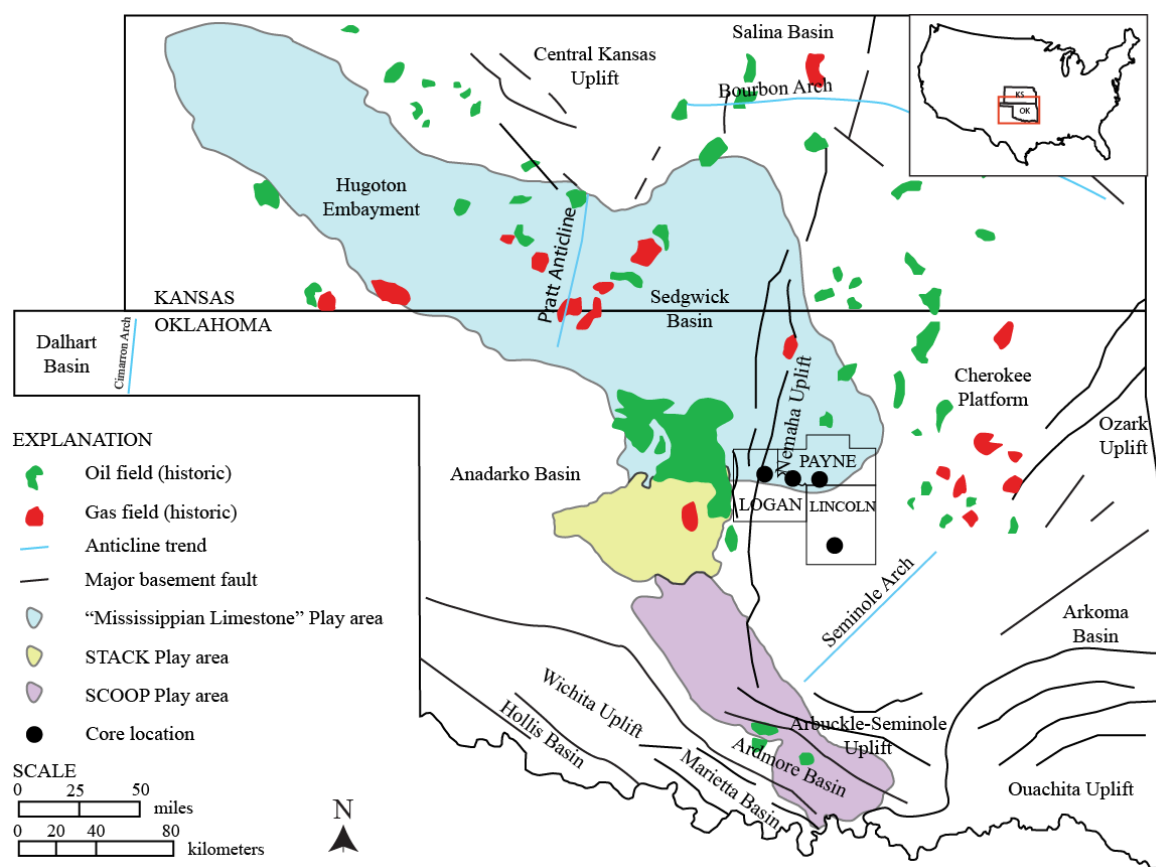 Salina Basin
Central Kansas
Uplift
Bourbon Arch
KS
OK
Hugoton
Embayment
Pratt Anticline
Sedgwick
Basin
KANSAS
OKLAHOMA
Dalhart
Basin
Cimarron Arch
Nemaha Uplift
Cherokee
Platform
Ozark
Uplift
EXPLANATION
Oil field (historic)
Gas field (historic)
Anticline trend
Major basement fault
“Mississippian Limestone” Play area
STACK Play area
SCOOP Play area
Core location
SCALE
0 25 50
miles
0 20 40 80
kilometers
N
Anadarko Basin
PAYNE
LOGAN
LINCOLN
Seminole Arch
Arkoma
Basin
Wichita Uplift
Hollis Basin
Arbuckle-Seminole
Uplift
Ardmore Basin
Marietta Basin
Ouachita Uplift